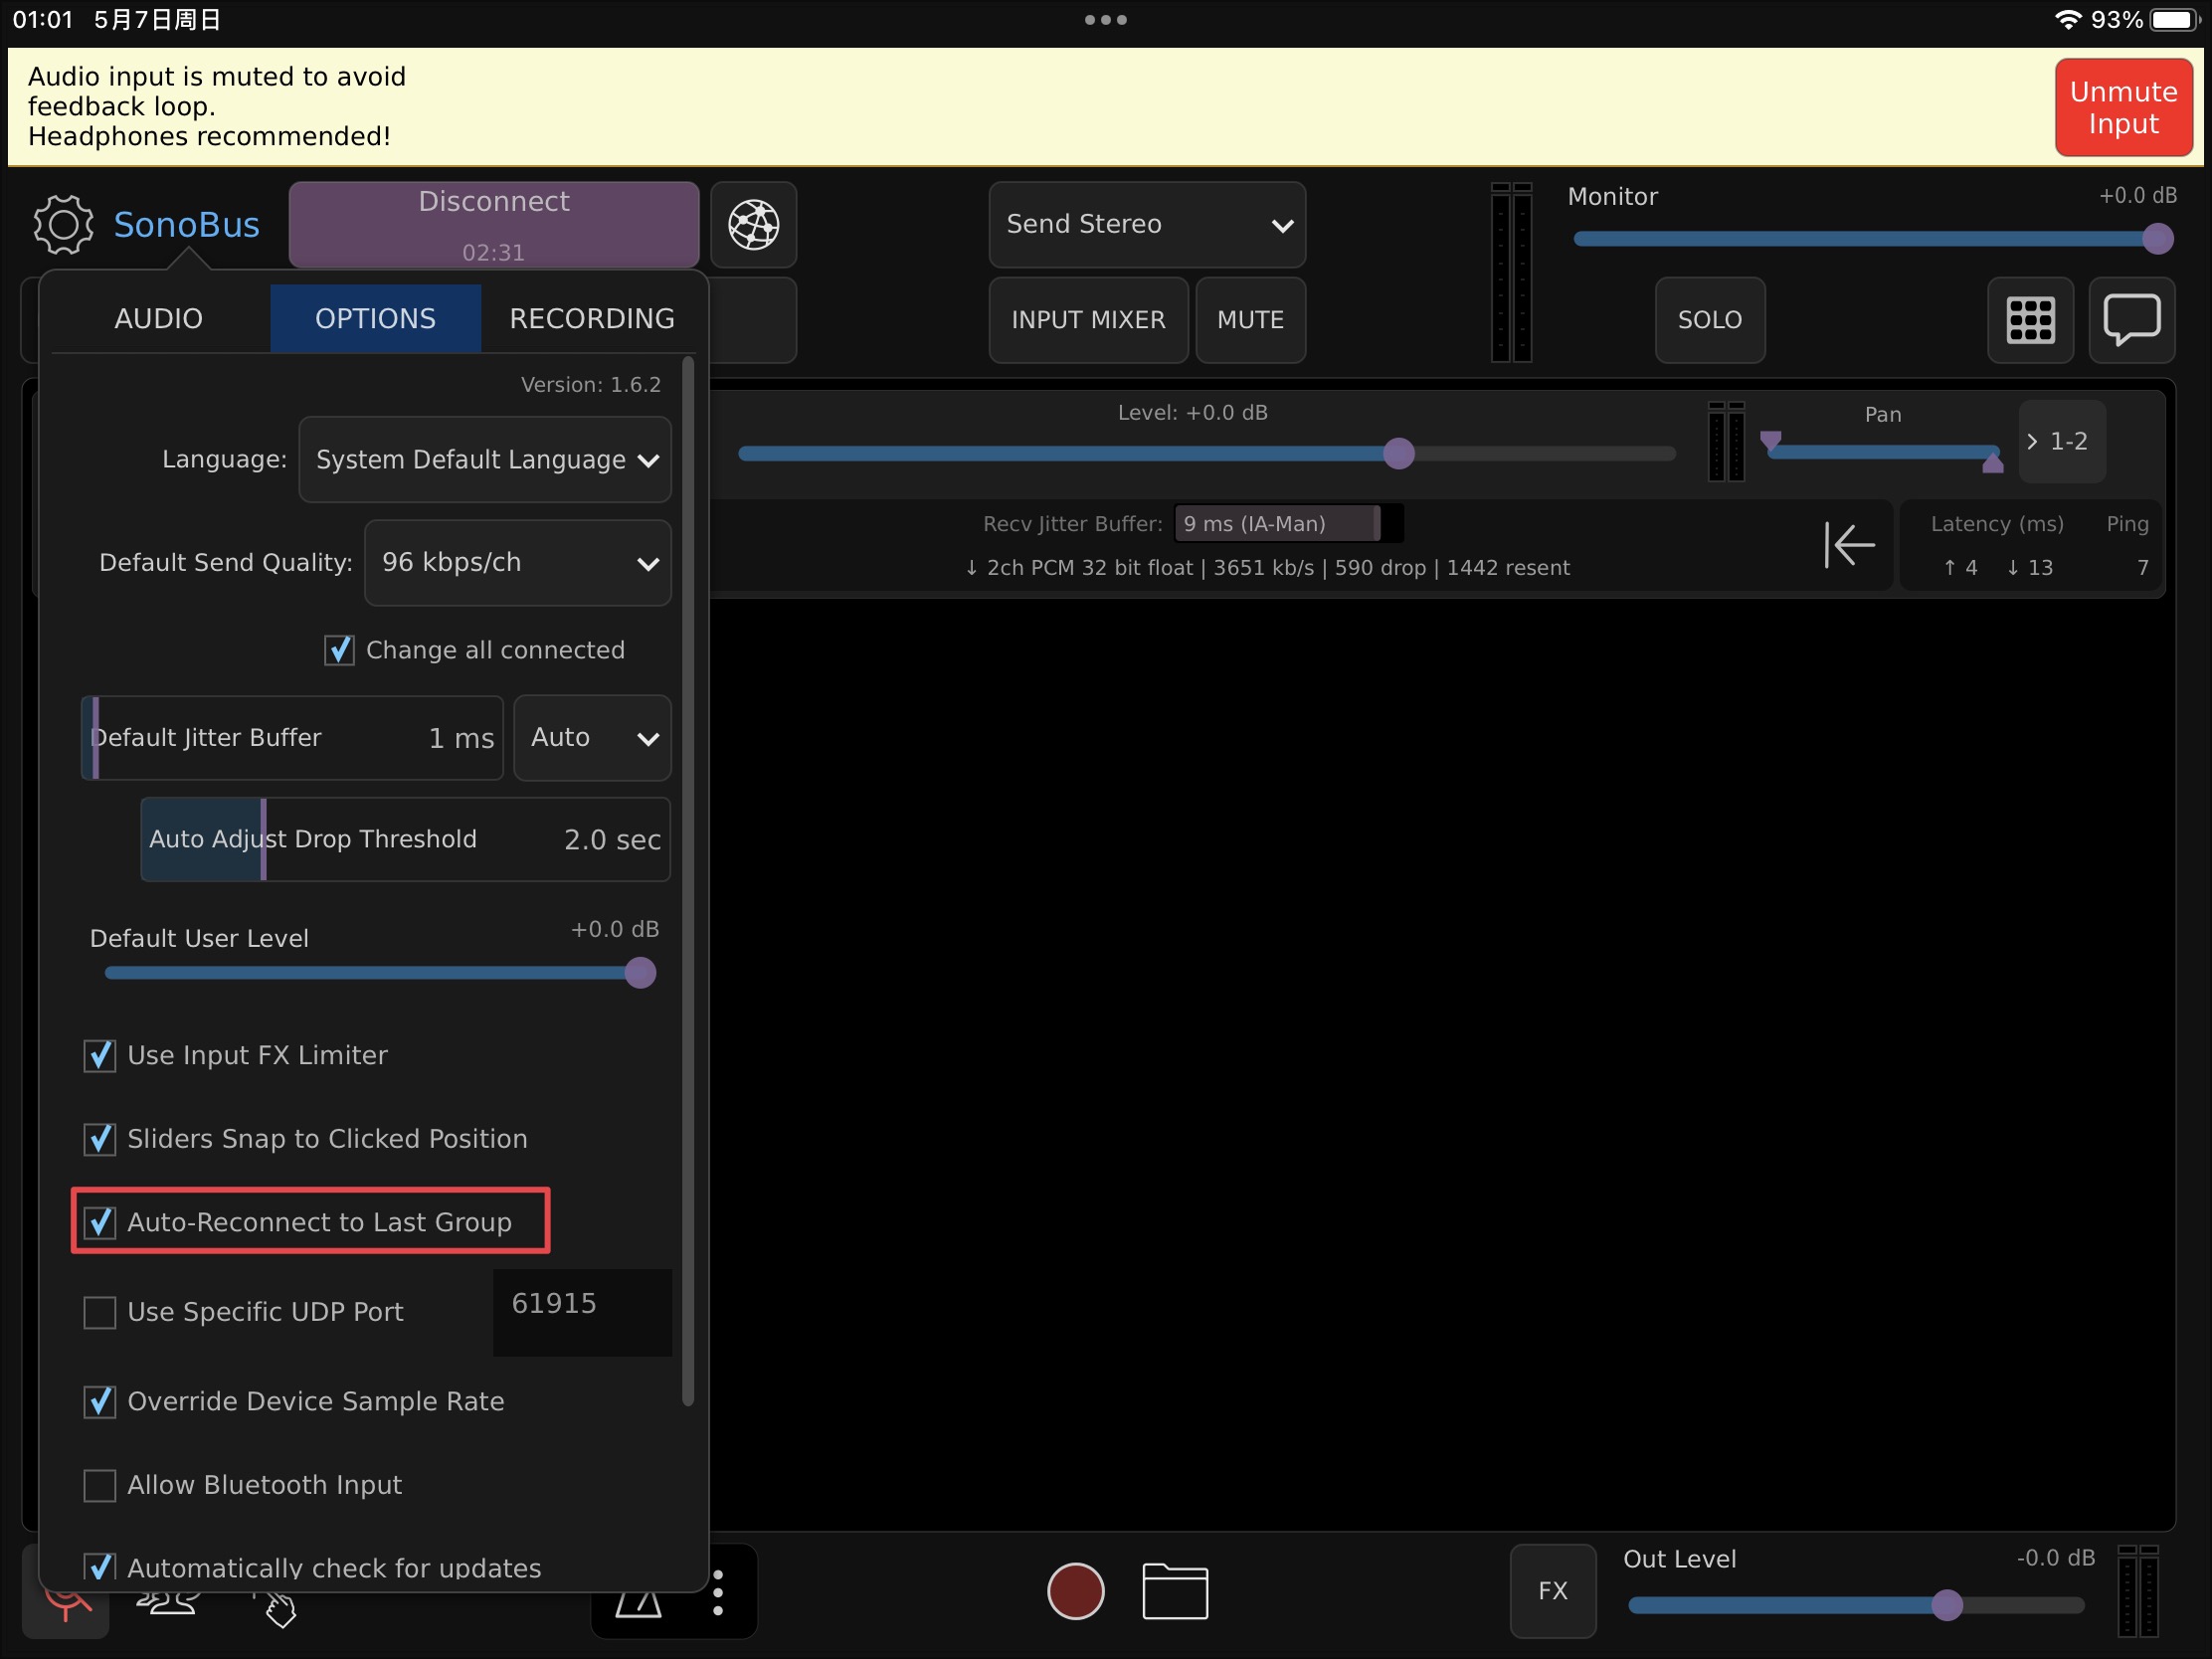 01:01 5月7日周日
93%
Audio input is muted to avoid
feedback loop.
Headphones recommended!
Unmute
Input
SonoBus
Disconnect
02:31
Send Stereo
Monitor
+0.0 dB
INPUT MIXER
MUTE
SOLO
AUDIO
OPTIONS
RECORDING
Version: 1.6.2
Language:
System Default Language
Default Send Quality:
96 kbps/ch
Change all connected
Default Jitter Buffer
1 ms
Auto
Auto Adjust Drop Threshold
2.0 sec
Default User Level
+0.0 dB
Use Input FX Limiter
Sliders Snap to Clicked Position
Auto-Reconnect to Last Group
Use Specific UDP Port
61915
Override Device Sample Rate
Allow Bluetooth Input
Automatically check for updates
Level: +0.0 dB
Pan
> 1-2
Recv Jitter Buffer:
9 ms (IA-Man)
↓ 2ch PCM 32 bit float | 3651 kb/s | 590 drop | 1442 resent
Latency (ms)
Ping
↑ 4 ↓ 13
7
FX
Out Level
-0.0 dB